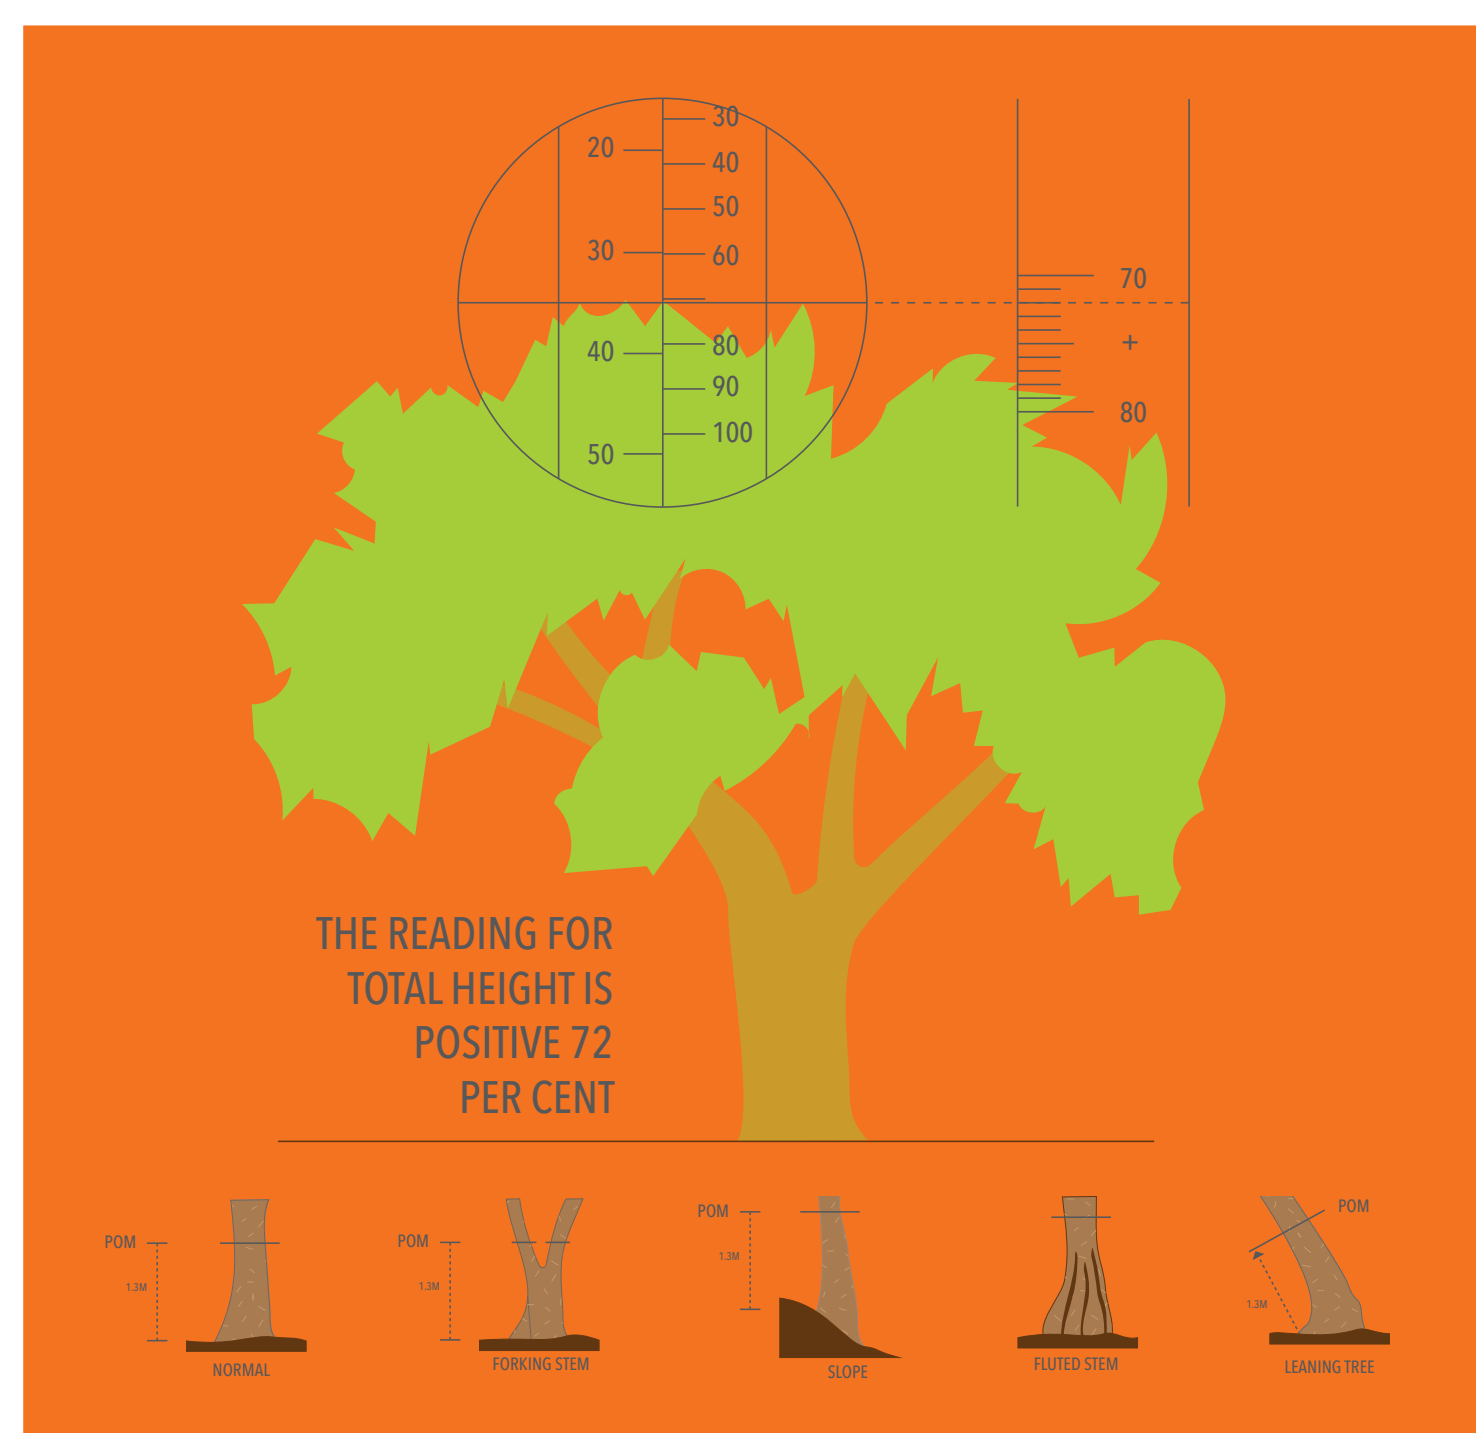 30
20
40
50
30
60
70
+
40
80
90
80
100
50
THE READING FOR
TOTAL HEIGHT IS
POSITIVE 72
PER CENT
POM
1.3M
NORMAL
POM
1.3M
FORKING STEM
POM
1.3M
SLOPE
FLUTED STEM
POM
1.3M
LEANING TREE